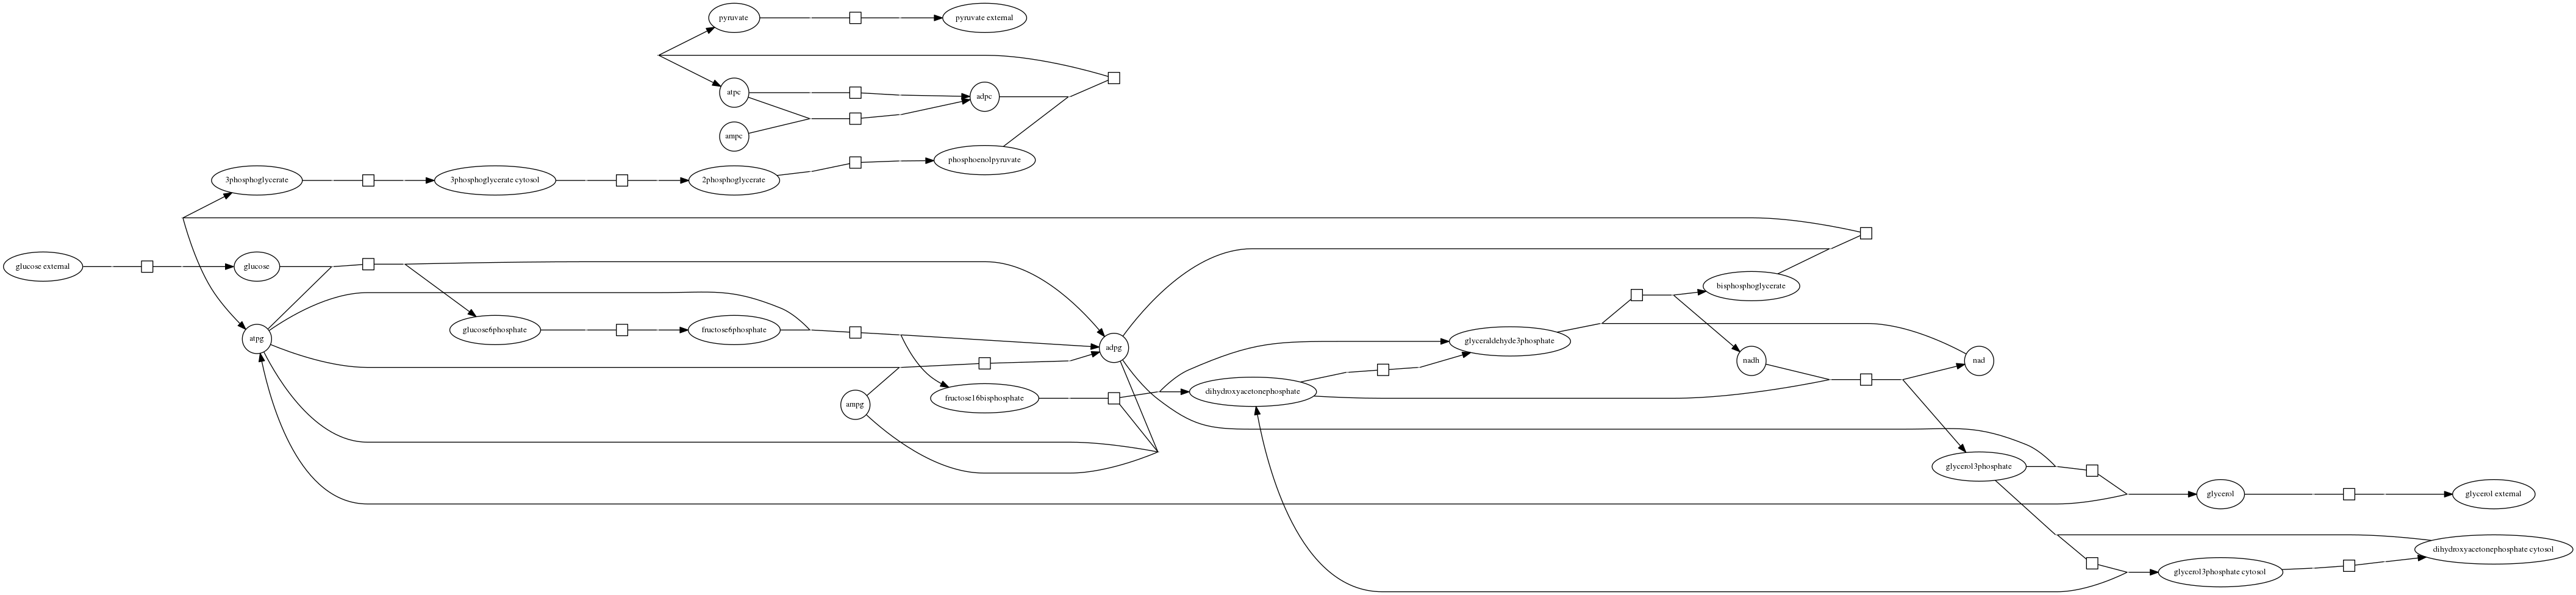 pyruvate
pyruvate external
atpc
adpc
ampc
phosphoenolpyruvate
3phosphoglycerate
3phosphoglycerate cytosol
2phosphoglycerate
glucose external
glucose
bisphosphoglycerate
glucose6phosphate
fructose6phosphate
atpg
adpg
glyceraldehyde3phosphate
nadh
nad
dihydroxyacetonephosphate
fructose16bisphosphate
ampg
glycerol3phosphate
glycerol
glycerol external
dihydroxyacetonephosphate cytosol
glycerol3phosphate cytosol